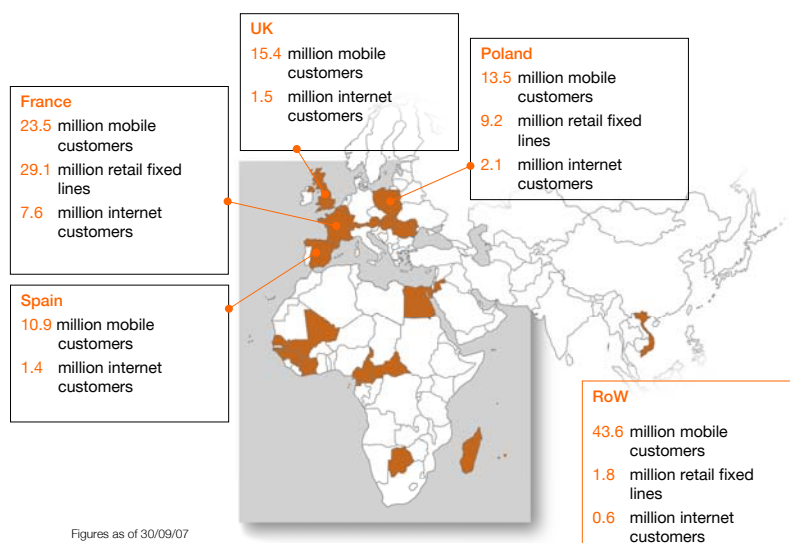 UK
15.4 million mobile
customers
1.5 million internet
customers
Poland
13.5 million mobile
customers
9.2 million retail fixed
lines
2.1 million internet
customers
France
23.5 million mobile
customers
29.1 million retail fixed
lines
7.6 million internet
customers
Spain
10.9 million mobile
customers
1.4 million internet
customers
RoW
43.6 million mobile
customers
1.8 million retail fixed
lines
0.6 million internet
customers
Figures as of 30/09/07